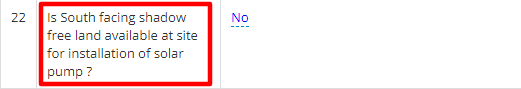 22 Is South facing shadow No
free land available at site
for installation of solar
pump ?